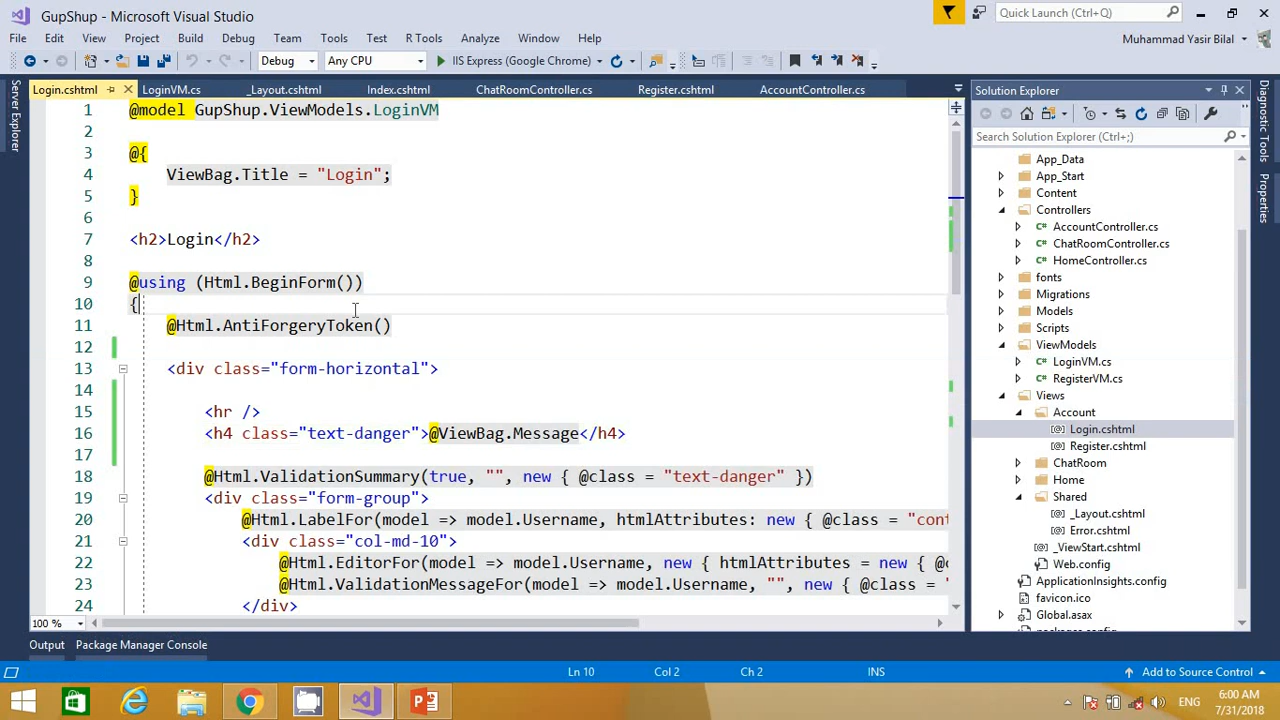 GupShup - Microsoft Visual Studio
Quick Launch (Ctrl+Q)
File Edit View Project Build Debug Team Tools Test R Tools Analyze Window Help
Muhammad Yasir Bilal
Debug Any CPU IIS Express (Google Chrome)
Server Explorer
Login.cshtml LoginVM.cs _Layout.cshtml Index.cshtml ChatRoomController.cs Register.cshtml AccountController.cs
1 @model GupShup.ViewModels.LoginVM
2
3 @{
4 ViewBag.Title = "Login";
5 }
6
7 <h2>Login</h2>
8
9 @using (Html.BeginForm())
10 {
11 @Html.AntiForgeryToken()
12
13 <div class="form-horizontal">
14
15 <hr />
16 <h4 class="text-danger">@ViewBag.Message</h4>
17
18 @Html.ValidationSummary(true, "", new { @class = "text-danger" })
19 <div class="form-group">
20 @Html.LabelFor(model => model.Username, htmlAttributes: new { @class = "con
21 <div class="col-md-10">
22 @Html.EditorFor(model => model.Username, new { htmlAttributes = new { @
23 @Html.ValidationMessageFor(model => model.Username, "", new { @class = "
24 </div>
100 %
Solution Explorer
Search Solution Explorer (Ctrl+;)
App_Data
App_Start
Content
Controllers
C# AccountController.cs
C# ChatRoomController.cs
C# HomeController.cs
fonts
Migrations
Models
Scripts
ViewModels
C# LoginVM.cs
C# RegisterVM.cs
Views
Account
[@] Login.cshtml
[@] Register.cshtml
ChatRoom
Home
Shared
[@] _Layout.cshtml
[@] Error.cshtml
[@] _ViewStart.cshtml
Web.config
ApplicationInsights.config
favicon.ico
Global.asax
Diagnostic Tools
Properties
Output Package Manager Console
Ln 10 Col 2 Ch 2 INS
Add to Source Control
ENG
6:00 AM
7/31/2018